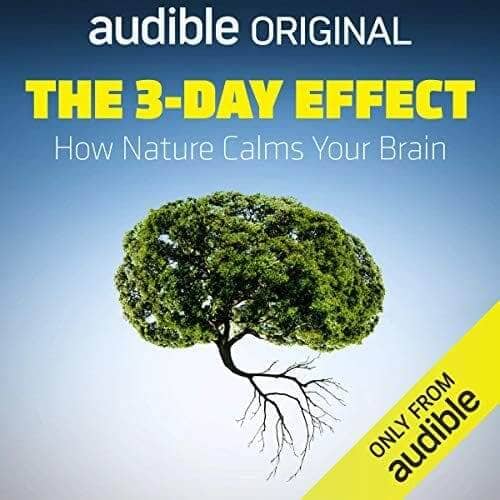 audible ORIGINAL
THE 3-DAY EFFECT
How Nature Calms Your Brain
ONLY FROM
audible